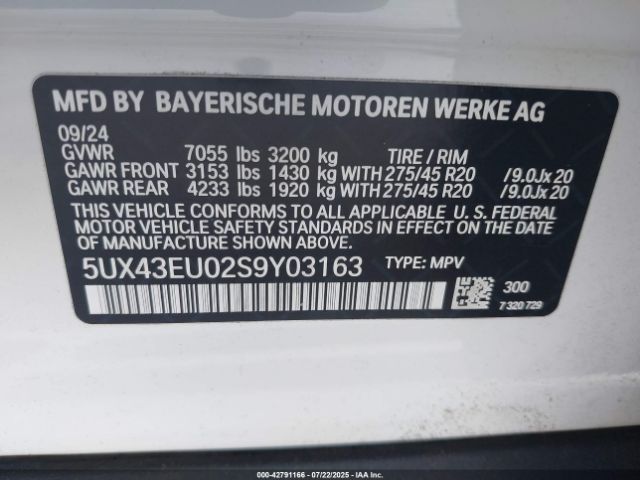 MFD BY BAYERISCHE MOTOREN WERKE AG
09/24
GVWR 7055 lbs 3200 kg TIRE / RIM
GAWR FRONT 3153 lbs 1430 kg WITH 275/45 R20 /9.0Jx20
GAWR REAR 4233 lbs 1920 kg WITH 275/45 R20 /9.0Jx20
THIS VEHICLE CONFORMS TO ALL APPLICABLE U. S. FEDERAL
MOTOR VEHICLE SAFETY STANDARDS IN EFFECT ON THE DATE OF
MANUFACTURE SHOWN ABOVE.
5UX43EU02S9Y03163 TYPE: MPV
300
7 320 729
000-42791166 - 07/22/2025 - IAAI.COM